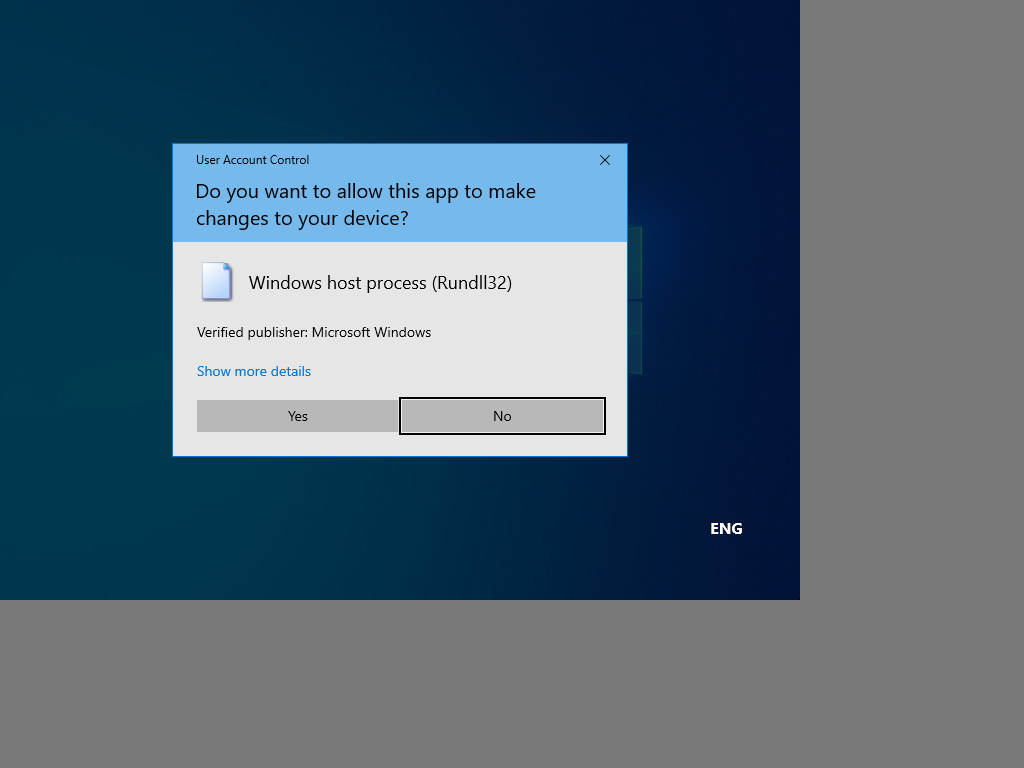 User Account Control
Do you want to allow this app to make
changes to your device?
Windows host process (Rundll32)
Verified publisher: Microsoft Windows
Show more details
Yes No
ENG